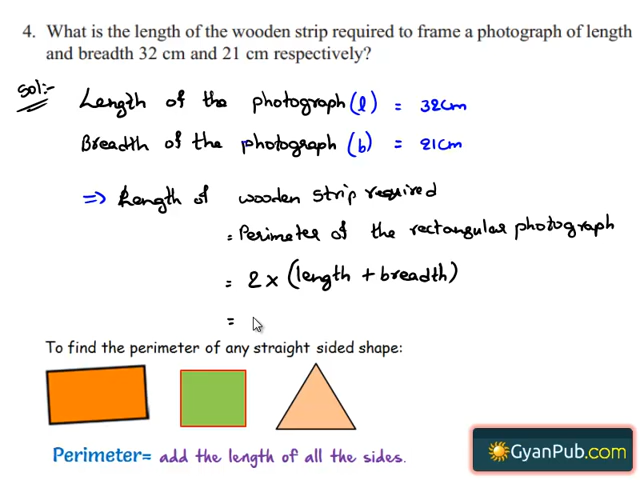 4. What is the length of the wooden strip required to frame a photograph of length
and breadth 32 cm and 21 cm respectively?
Sol:-
Length of the photograph (l) = 32cm
Breadth of the photograph (b) = 21cm
=> Length of wooden strip required
= Perimeter of the rectangular photograph
= 2 × (length + breadth)
=
To find the perimeter of any straight sided shape:
Perimeter= add the length of all the sides.
GyanPub.com